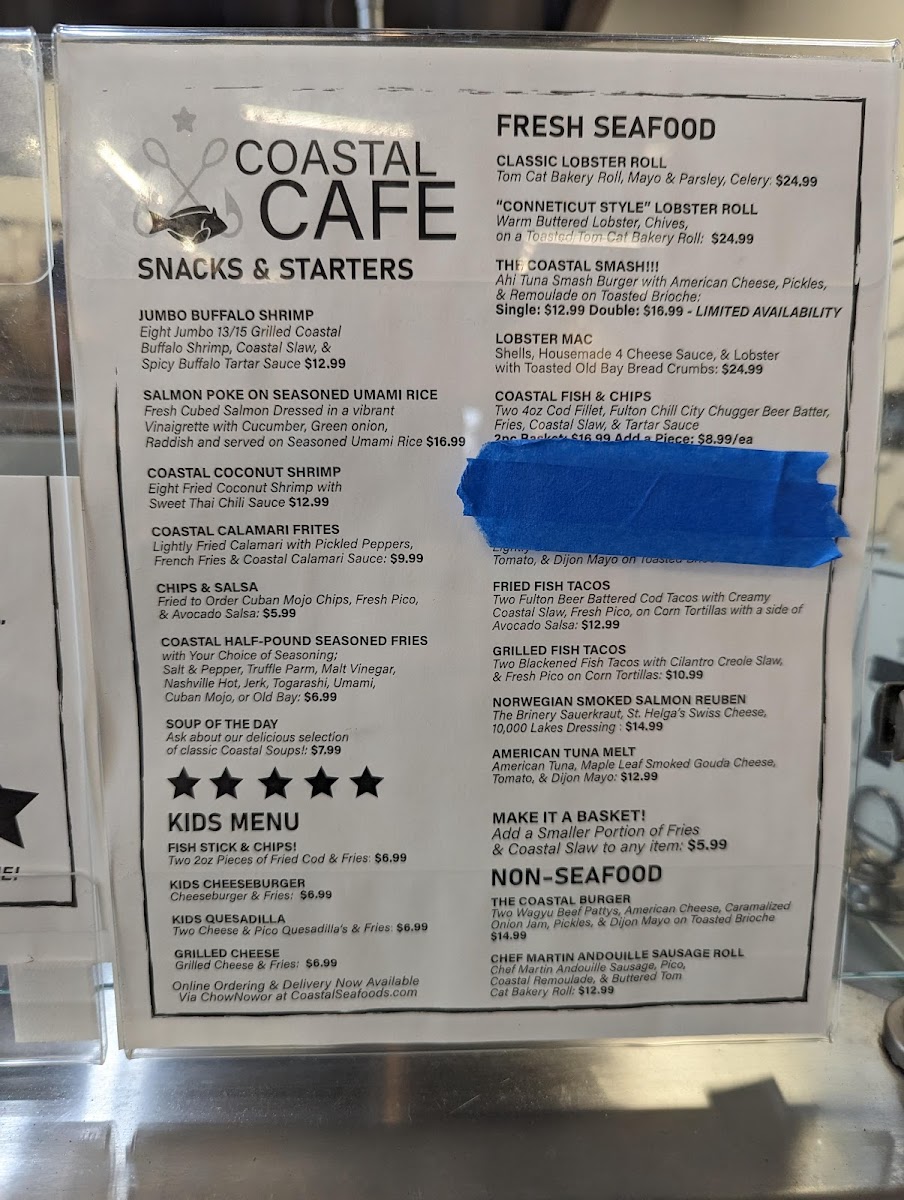 COASTAL
CAFE
SNACKS & STARTERS
JUMBO BUFFALO SHRIMP
Eight Jumbo 13/15 Grilled Coastal
Buffalo Shrimp, Coastal Slaw, &
Spicy Buffalo Tartar Sauce $12.99
SALMON POKE ON SEASONED UMAMI RICE
Fresh Cubed Salmon Dressed in a vibrant
Vinaigrette with Cucumber, Green onion,
Raddish and served on Seasoned Umami Rice $16.99
COASTAL COCONUT SHRIMP
Eight Fried Coconut Shrimp with
Sweet Thai Chili Sauce $12.99
COASTAL CALAMARI FRITES
Lightly Fried Calamari with Pickled Peppers,
French Fries & Coastal Calamari Sauce: $9.99
CHIPS & SALSA
Fried to Order Cuban Mojo Chips, Fresh Pico,
& Avocado Salsa: $5.99
COASTAL HALF-POUND SEASONED FRIES
with Your Choice of Seasoning;
Salt & Pepper, Truffle Parm, Malt Vinegar,
Nashville Hot, Jerk, Togarashi, Umami,
Cuban Mojo, or Old Bay: $6.99
SOUP OF THE DAY
Ask about our delicious selection
of classic Coastal Soups!: $7.99
KIDS MENU
FISH STICK & CHIPS!
Two 2oz Pieces of Fried Cod & Fries: $6.99
KIDS CHEESEBURGER
Cheeseburger & Fries: $6.99
KIDS QUESADILLA
Two Cheese & Pico Quesadilla's & Fries: $6.99
GRILLED CHEESE
Grilled Cheese & Fries: $6.99
Online Ordering & Delivery Now Available
Via ChowNowor at CoastalSeafoods.com
FRESH SEAFOOD
CLASSIC LOBSTER ROLL
Tom Cat Bakery Roll, Mayo & Parsley, Celery: $24.99
"CONNETICUT STYLE" LOBSTER ROLL
Warm Buttered Lobster, Chives,
on a Toasted Tom Cat Bakery Roll: $24.99
THE COASTAL SMASH!!!
Ahi Tuna Smash Burger with American Cheese, Pickles,
& Remoulade on Toasted Brioche:
Single: $12.99 Double: $16.99 - LIMITED AVAILABILITY
LOBSTER MAC
Shells, Housemade 4 Cheese Sauce, & Lobster
with Toasted Old Bay Bread Crumbs: $24.99
COASTAL FISH & CHIPS
Two 4oz Cod Fillet, Fulton Chill City Chugger Beer Batter,
Fries, Coastal Slaw, & Tartar Sauce
2pc Basket: $16.99 Add a Piece: $8.99/ea
Tomato, & Dijon Mayo on Toasted
FRIED FISH TACOS
Two Fulton Beer Battered Cod Tacos with Creamy
Coastal Slaw, Fresh Pico, on Corn Tortillas with a side of
Avocado Salsa: $12.99
GRILLED FISH TACOS
Two Blackened Fish Tacos with Cilantro Creole Slaw,
& Fresh Pico on Corn Tortillas: $10.99
NORWEGIAN SMOKED SALMON REUBEN
The Brinery Sauerkraut, St. Helga's Swiss Cheese,
10,000 Lakes Dressing : $14.99
AMERICAN TUNA MELT
American Tuna, Maple Leaf Smoked Gouda Cheese,
Tomato, & Dijon Mayo: $12.99
MAKE IT A BASKET!
Add a Smaller Portion of Fries
& Coastal Slaw to any item: $5.99
NON-SEAFOOD
THE COASTAL BURGER
Two Wagyu Beef Pattys, American Cheese, Caramalized
Onion Jam, Pickles, & Dijon Mayo on Toasted Brioche
$14.99
CHEF MARTIN ANDOUILLE SAUSAGE ROLL
Chef Martin Andouille Sausage, Pico,
Coastal Remoulade, & Buttered Tom
Cat Bakery Roll: $12.99